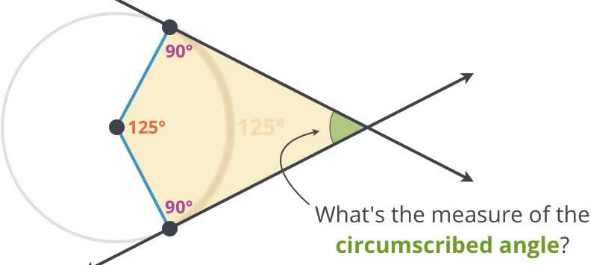 90°
125°
125°
90°
What's the measure of the
circumscribed angle?